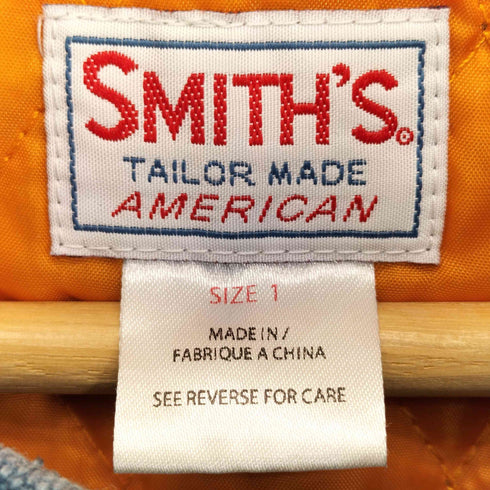 SMITH'S®
TAILOR MADE
AMERICAN
SIZE 1
MADE IN /
FABRIQUE A CHINA
SEE REVERSE FOR CARE